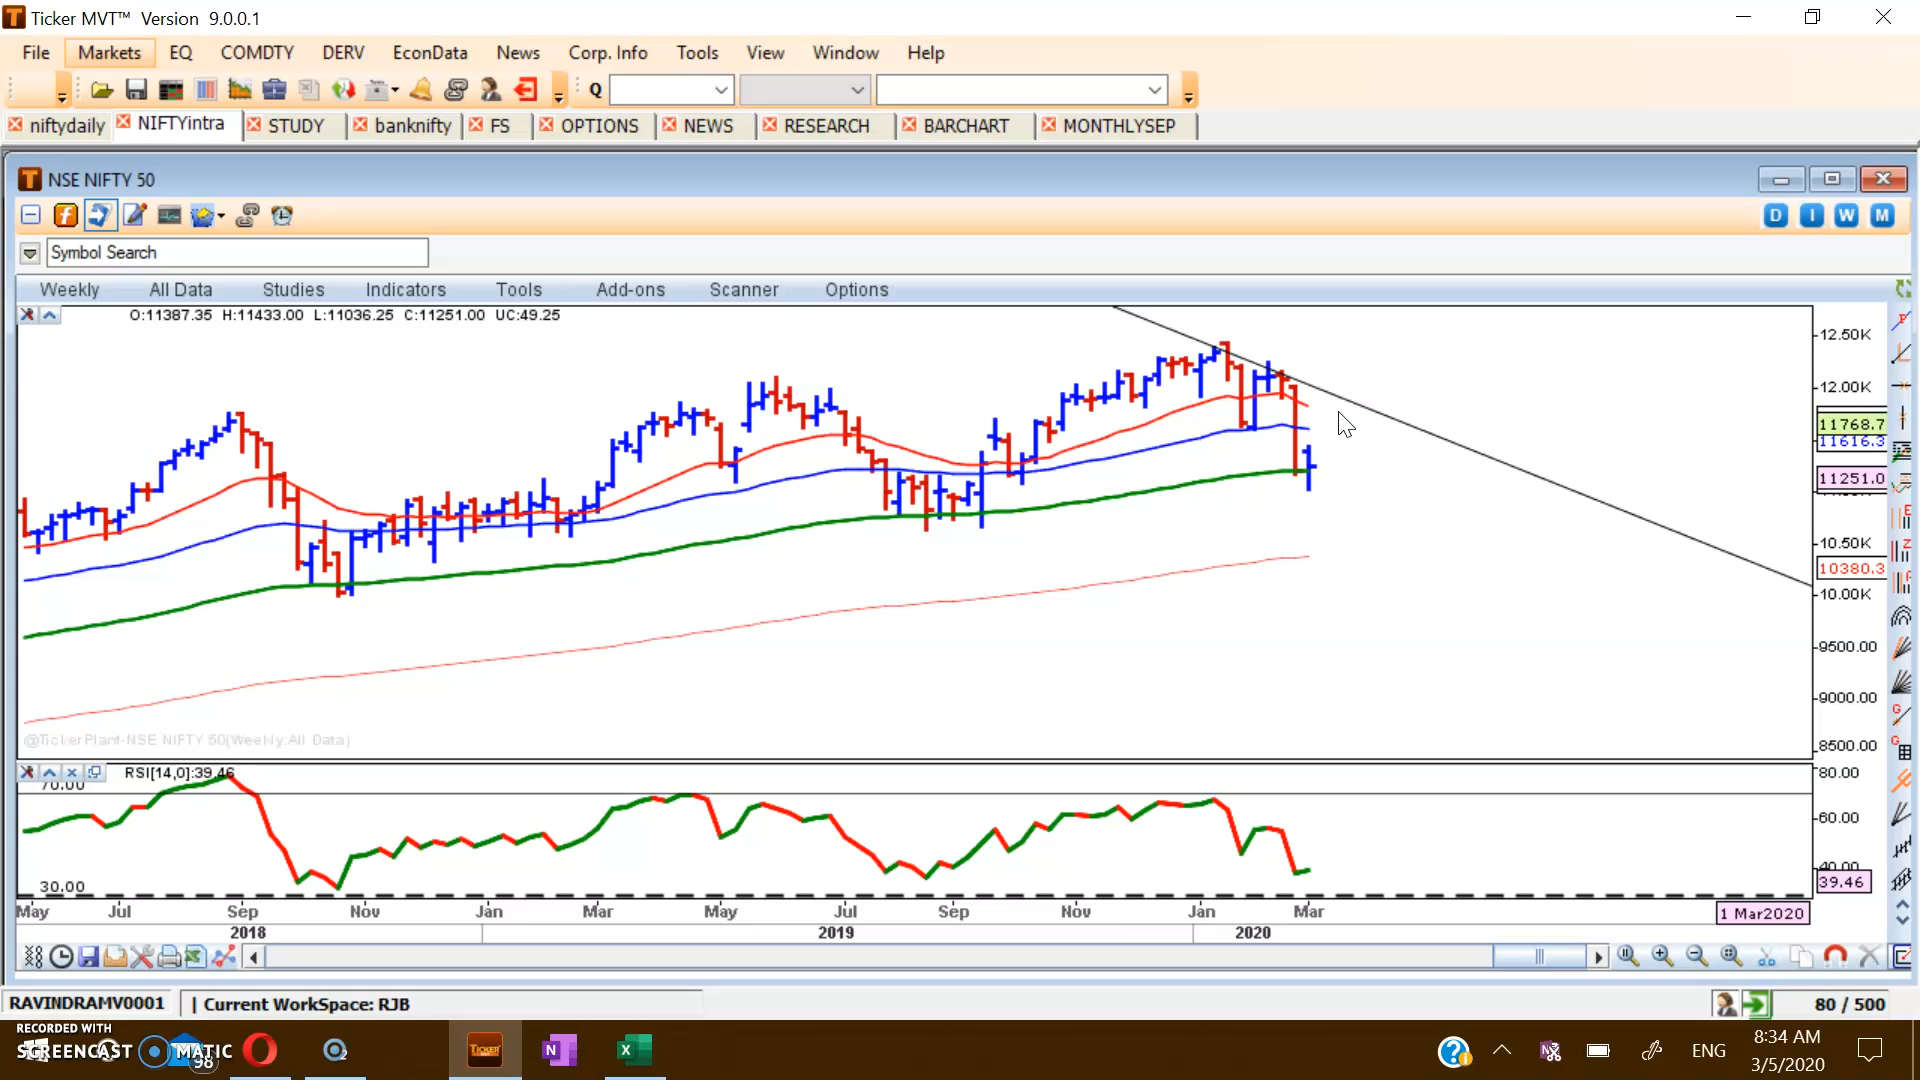 Ticker MVT™ Version 9.0.0.1
File Markets EQ COMDTY DERV EconData News Corp. Info Tools View Window Help
Q
niftydaily NIFTYintra STUDY banknifty FS OPTIONS NEWS RESEARCH BARCHART MONTHLYSEP
NSE NIFTY 50
D I W M
Symbol Search
Weekly All Data Studies Indicators Tools Add-ons Scanner Options
O:11387.35 H:11433.00 L:11036.25 C:11251.00 UC:49.25
12.50K
12.00K
11768.7
11616.3
11251.0
10.50K
10380.3
10.00K
9500.00
9000.00
@TickerPlant-NSE NIFTY 50(Weekly:All Data)
8500.00
RSI[14,0]:39.46
80.00
70.00
60.00
40.00
39.46
30.00
May Jul Sep Nov Jan Mar May Jul Sep Nov Jan Mar
1 Mar2020
2018 2019 2020
RAVINDRAMV0001 | Current WorkSpace: RJB
80 / 500
RECORDED WITH
SCREENCAST MATIC
98
TICKER
ENG
8:34 AM
3/5/2020